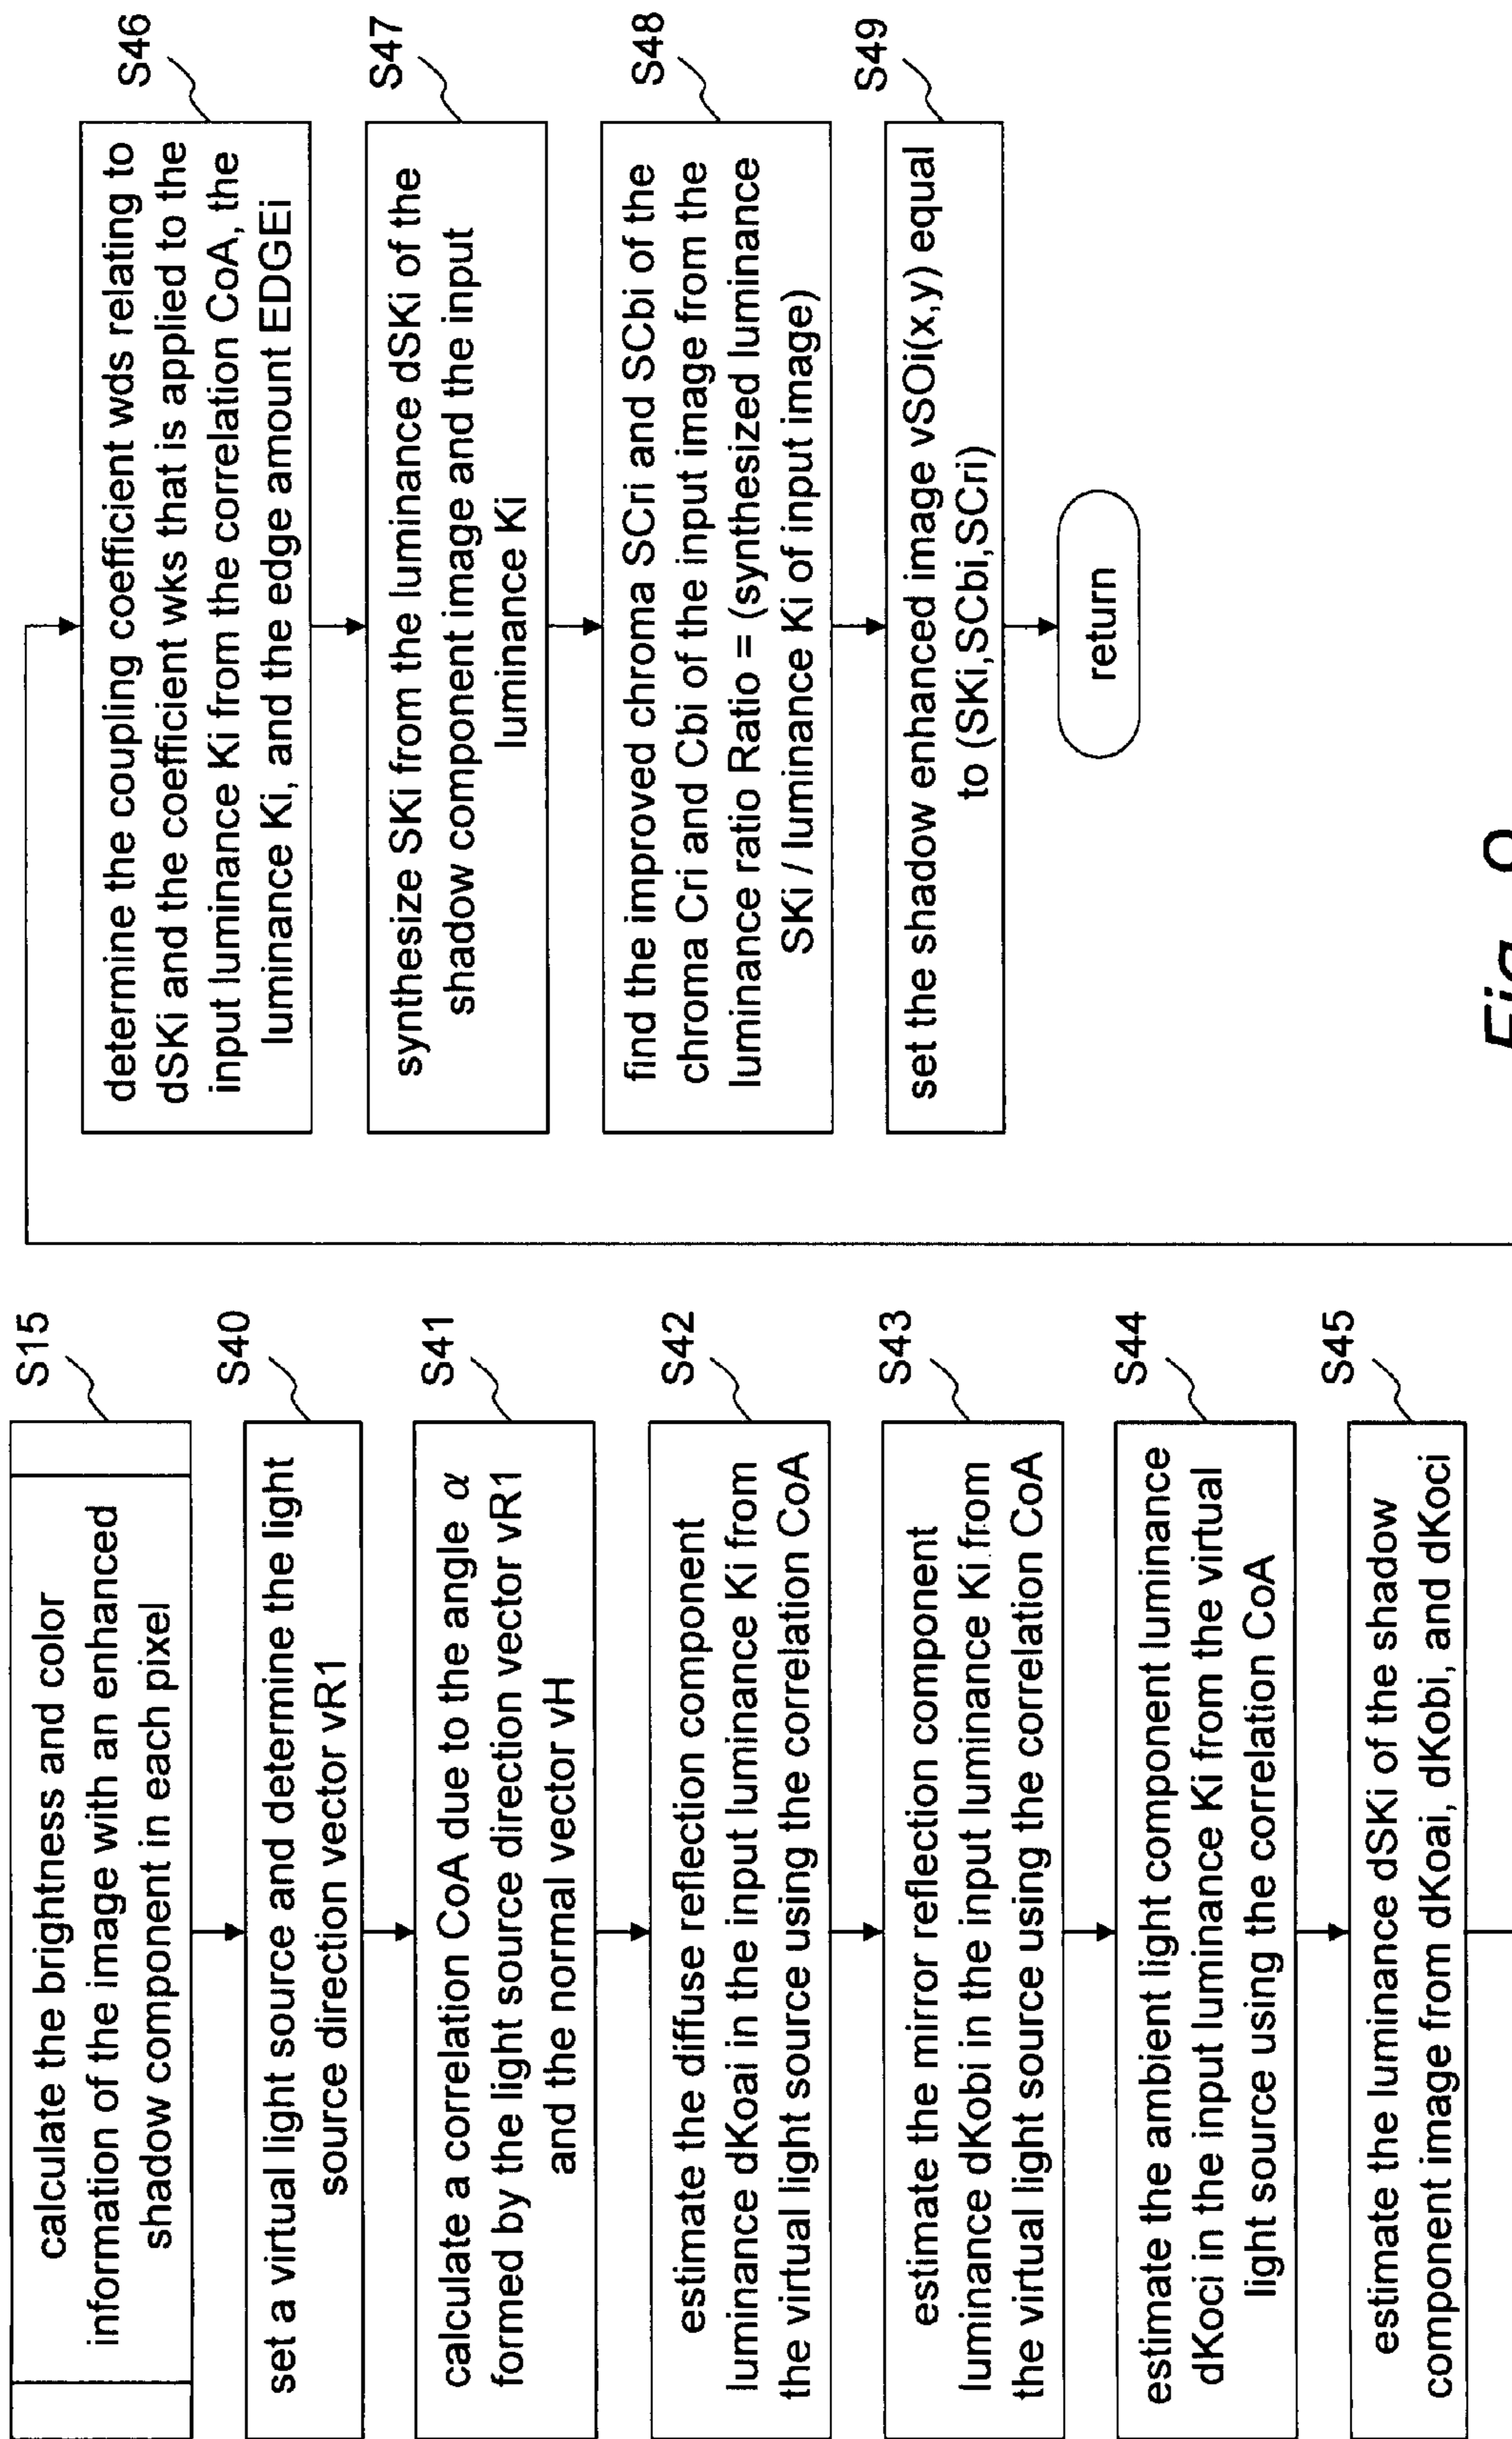 S15
calculate the brightness and color
information of the image with an enhanced
shadow component in each pixel
S40
set a virtual light source and determine the light
source direction vector vR1
S41
calculate a correlation CoA due to the angle α
formed by the light source direction vector vR1
and the normal vector vH
S42
estimate the diffuse reflection component
luminance dKoai in the input luminance Ki from
the virtual light source using the correlation CoA
S43
estimate the mirror reflection component
luminance dKobi in the input luminance Ki from
the virtual light source using the correlation CoA
S44
estimate the ambient light component luminance
dKoci in the input luminance Ki from the virtual
light source using the correlation CoA
S45
estimate the luminance dSKi of the shadow
component image from dKoai, dKobi, and dKoci
S46
determine the coupling coefficient wds relating to
dSKi and the coefficient wks that is applied to the
input luminance Ki from the correlation CoA, the
luminance Ki, and the edge amount EDGEi
S47
synthesize SKi from the luminance dSKi of the
shadow component image and the input
luminance Ki
S48
find the improved chroma SCri and SCbi of the
chroma Cri and Cbi of the input image from the
luminance ratio Ratio = (synthesized luminance
SKi / luminance Ki of input image)
S49
set the shadow enhanced image vSOi(x,y) equal
to (SKi,SCbi,SCri)
return
Fig.